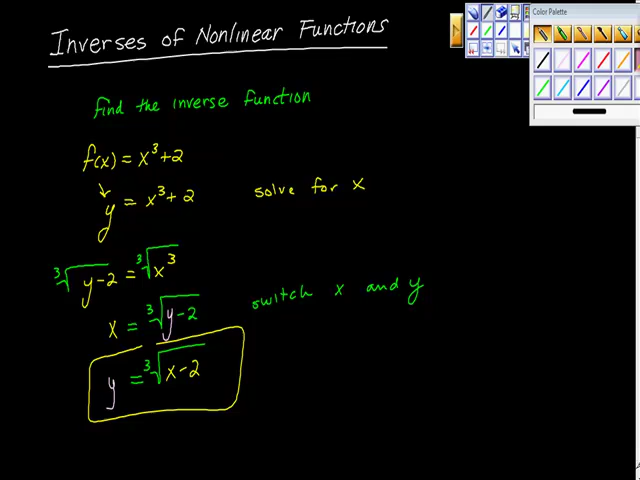 Inverses of Nonlinear Functions
Color Palette
find the inverse function
f(x) = x³+2
y = x³+2 solve for x
∛(y-2) = ∛(x³)
x = ∛(y-2) switch x and y
y = ∛(x-2)